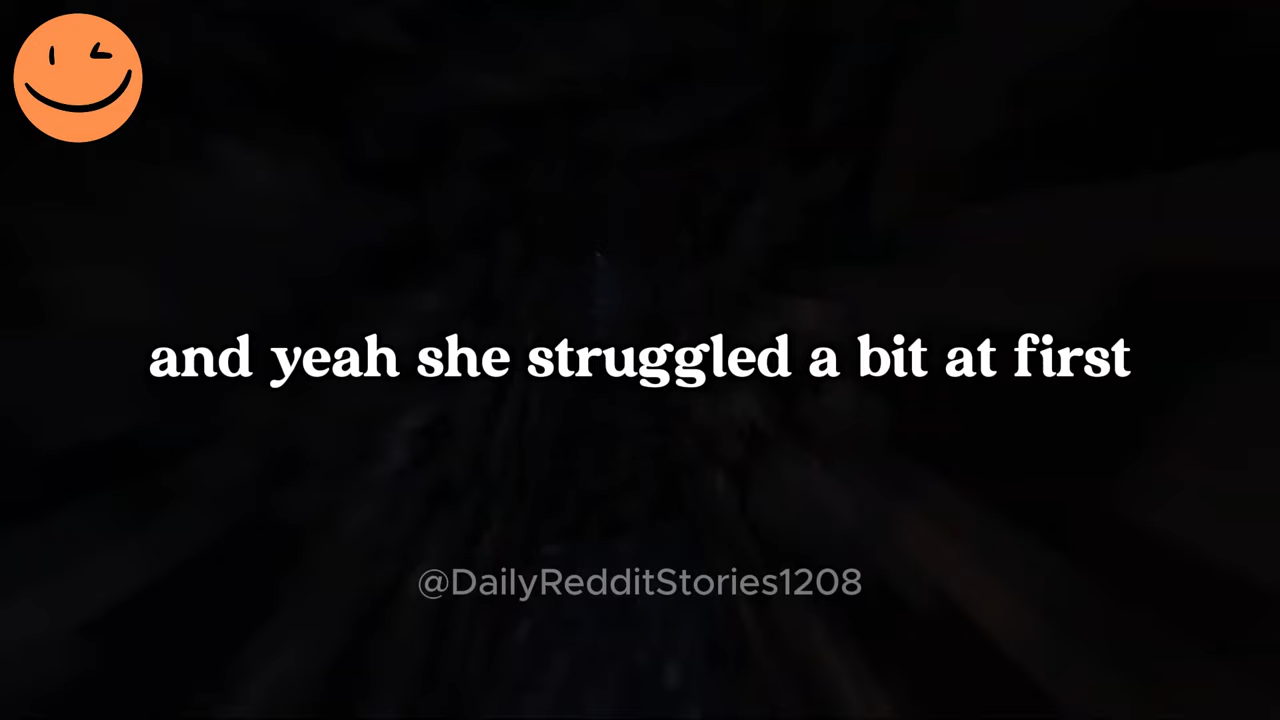 and yeah she struggled a bit at first
@DailyRedditStories1208